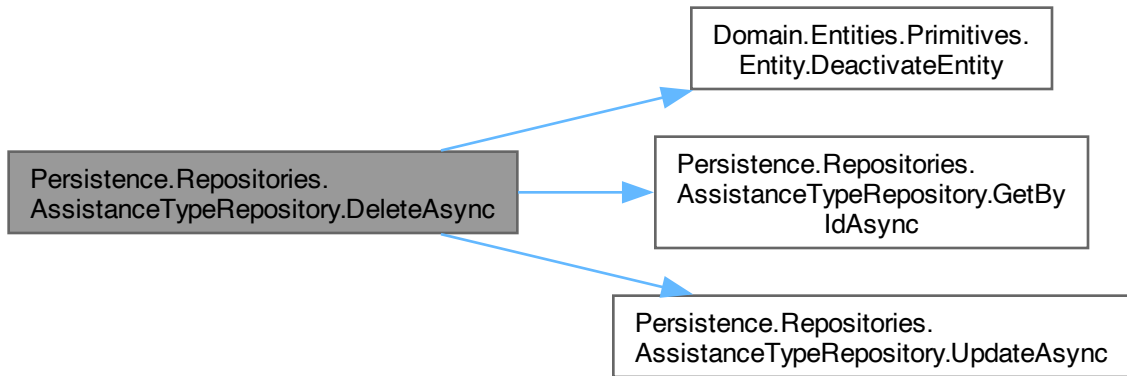 Domain.Entities.Primitives.
Entity.DeactivateEntity
Persistence.Repositories.
AssistanceTypeRepository.DeleteAsync
Persistence.Repositories.
AssistanceTypeRepository.GetBy
IdAsync
Persistence.Repositories.
AssistanceTypeRepository.UpdateAsync